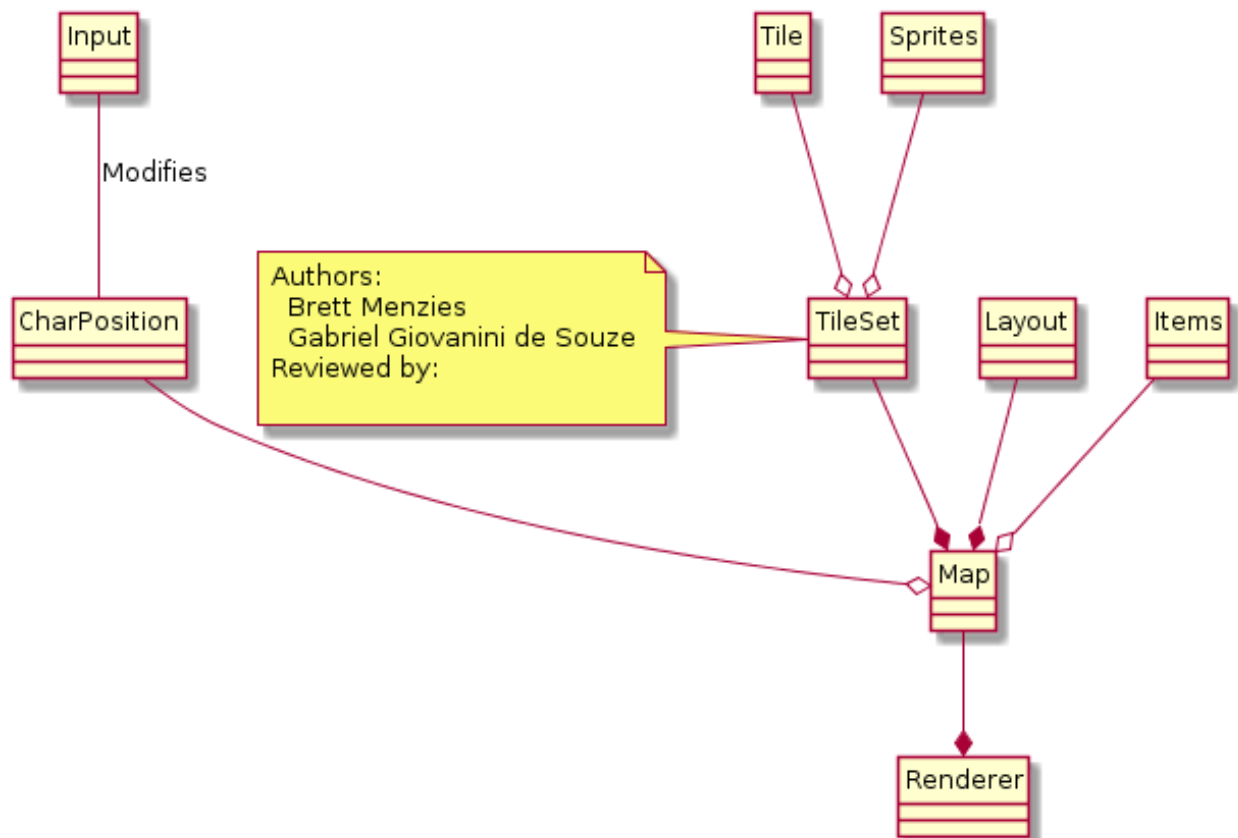 Input
Tile
Sprites
Modifies
Authors:
Brett Menzies
Gabriel Giovanini de Souze
Reviewed by:
CharPosition
TileSet
Layout
Items
Map
Renderer